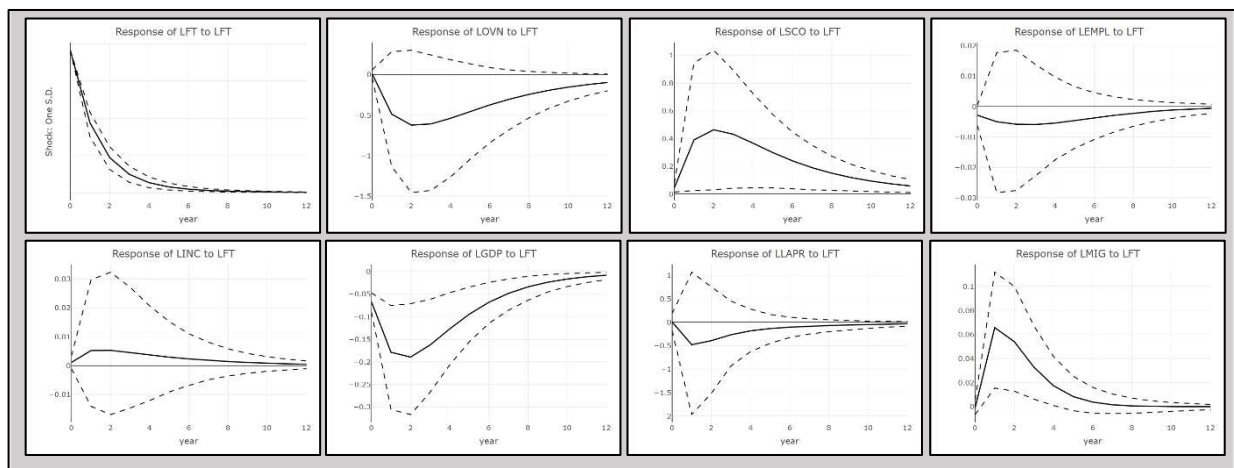 Response of LFT to LFT
Shock: One S.D.
0 2 4 6 8 10 12
year
Response of LOVN to LFT
0
−0.5
−1
−1.5
0 2 4 6 8 10 12
year
Response of LSCO to LFT
1
0.8
0.6
0.4
0.2
0
0 2 4 6 8 10 12
year
Response of LEMPL to LFT
0.02
0.01
0
−0.01
−0.02
−0.03
0 2 4 6 8 10 12
year
Response of LINC to LFT
0.03
0.02
0.01
0
−0.01
0 2 4 6 8 10 12
year
Response of LGDP to LFT
0
−0.05
−0.1
−0.15
−0.2
−0.25
−0.3
0 2 4 6 8 10 12
year
Response of LLAPR to LFT
1
0.5
0
−0.5
−1
−1.5
2
0 2 4 6 8 10 12
year
Response of LMIG to LFT
0.1
0.08
0.06
0.04
0.02
0
0 2 4 6 8 10 12
year